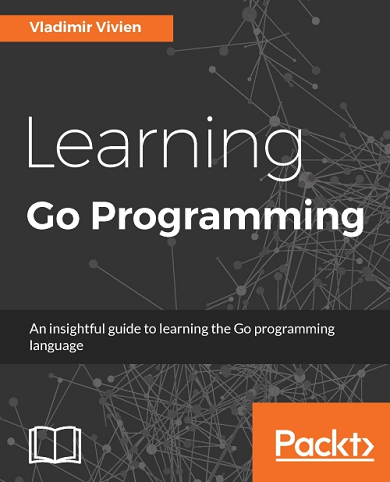 Vladimir Vivien
Learning
Go Programming
An insightful guide to learning the Go programming
language
Packt>